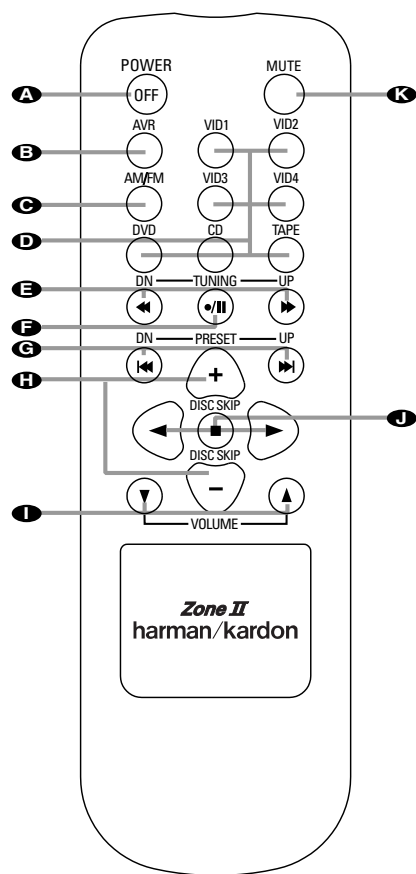 POWER MUTE
A OFF K
AVR VID1 VID2
B
AM/FM VID3 VID4
C
D DVD CD TAPE
E DN TUNING UP
F
G DN PRESET UP
H +
DISC SKIP
J
DISC SKIP
−
I VOLUME
Zone II
harman/kardon